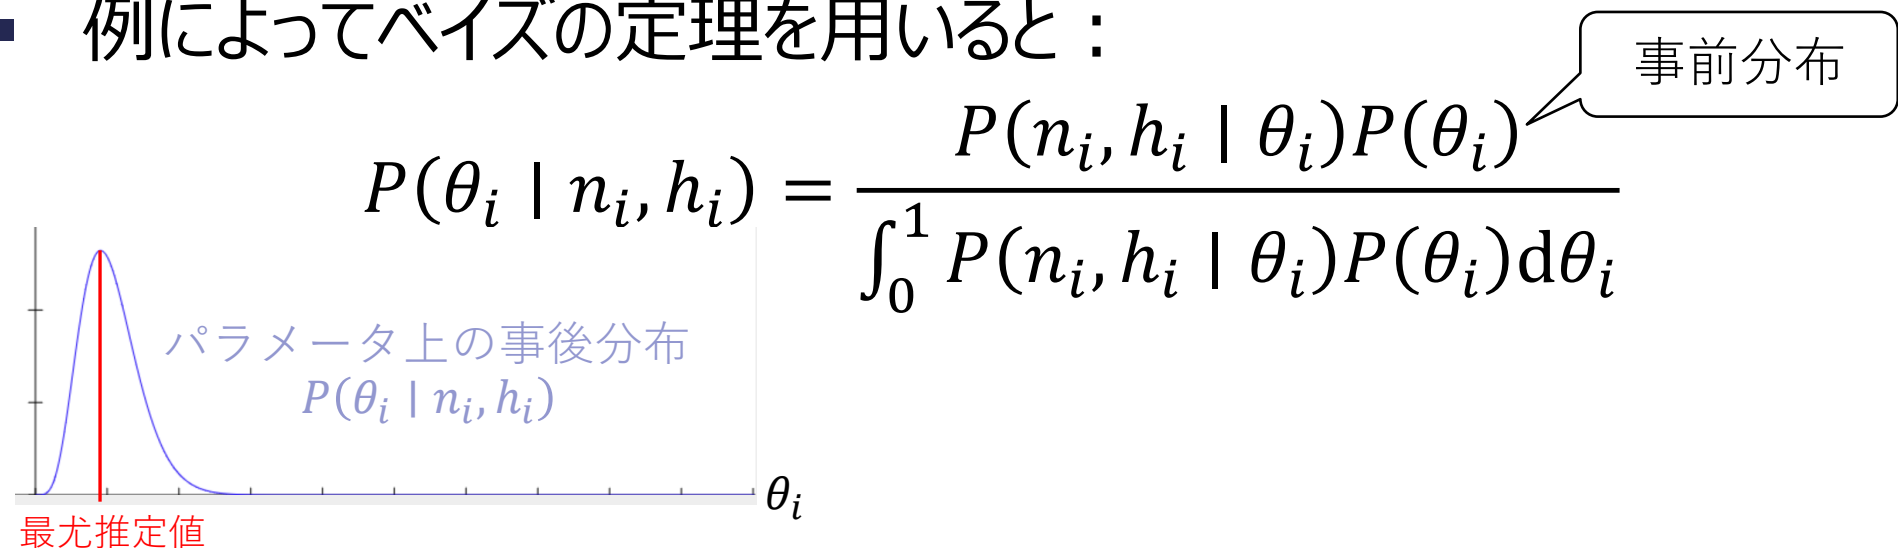 例によってベイズの定理を用いると：
事前分布
P(θ_i | n_i, h_i) = \frac{P(n_i, h_i | θ_i)P(θ_i)}{∫_0^1 P(n_i, h_i | θ_i)P(θ_i)dθ_i}
パラメータ上の事後分布
P(θ_i | n_i, h_i)
θ_i
最尤推定値